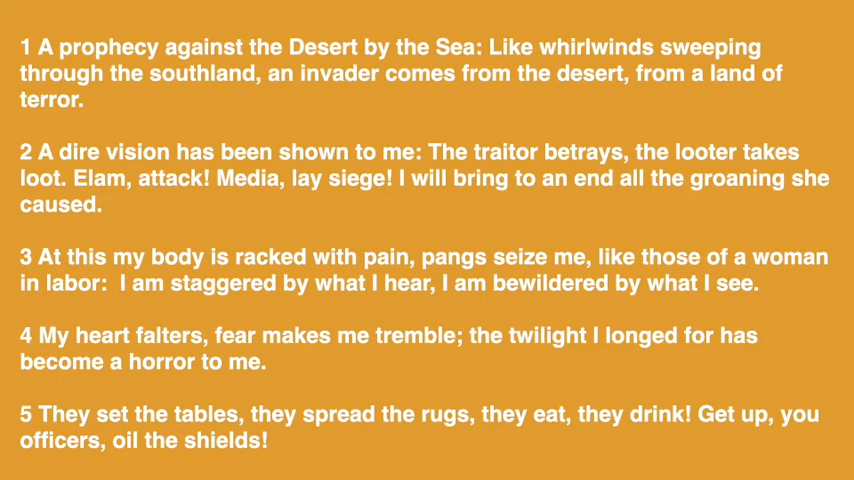 1 A prophecy against the Desert by the Sea: Like whirlwinds sweeping
through the southland, an invader comes from the desert, from a land of
terror.
2 A dire vision has been shown to me: The traitor betrays, the looter takes
loot. Elam, attack! Media, lay siege! I will bring to an end all the groaning she
caused.
3 At this my body is racked with pain, pangs seize me, like those of a woman
in labor:  I am staggered by what I hear, I am bewildered by what I see.
4 My heart falters, fear makes me tremble; the twilight I longed for has
become a horror to me.
5 They set the tables, they spread the rugs, they eat, they drink! Get up, you
officers, oil the shields!